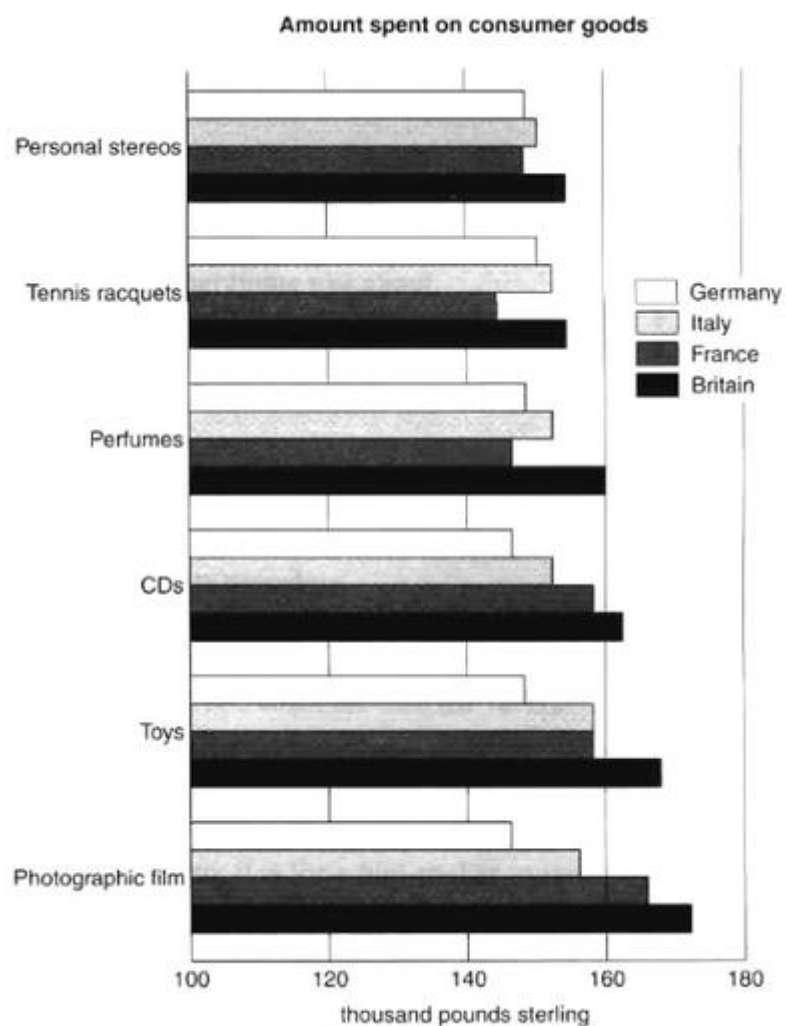 Amount spent on consumer goods
Personal stereos
Tennis racquets
Perfumes
CDs
Toys
Photographic film
Germany
Italy
France
Britain
100 120 140 160 180
thousand pounds sterling